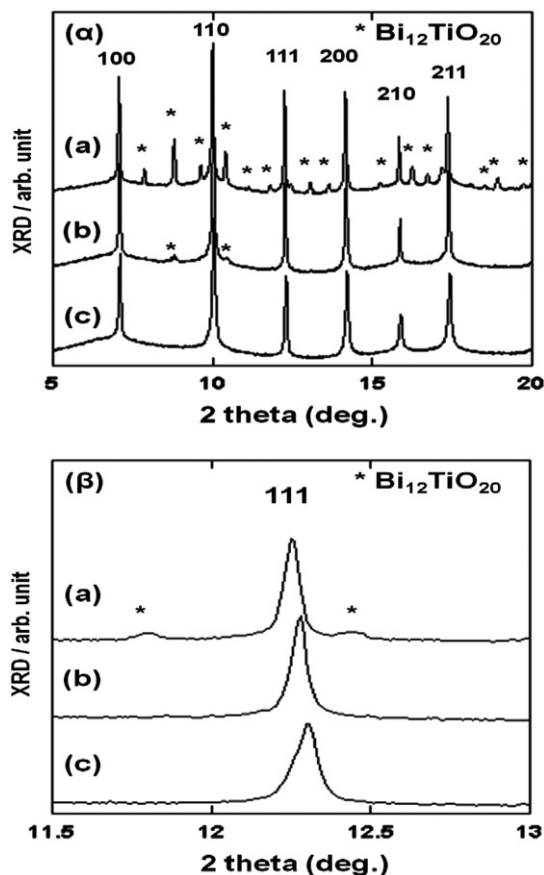 (α)
* Bi₁₂TiO₂₀
100
110
111
200
210
211
* * * * * * * * * * * * * *
(a)
* *
(b)
(c)
XRD / arb. unit
5 10 15 20
2 theta (deg.)
(β)
* Bi₁₂TiO₂₀
111
(a)
* *
(b)
(c)
XRD / arb. unit
11.5 12 12.5 13
2 theta (deg.)